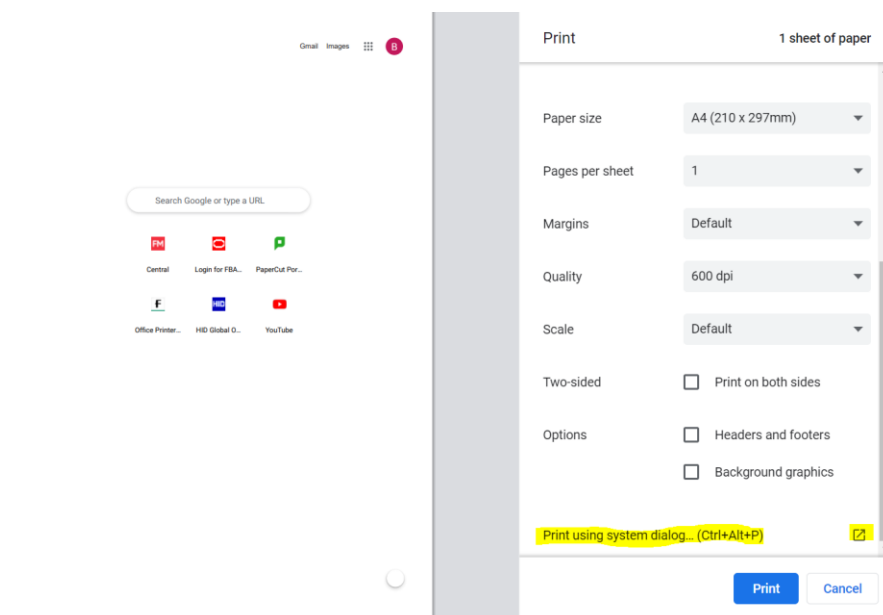 Gmail Images B
Search Google or type a URL
FM
Central Login for FBA... PaperCut Por...
F HID
Office Printer... HID Global O... YouTube
Print 1 sheet of paper
Paper size A4 (210 x 297mm)
Pages per sheet 1
Margins Default
Quality 600 dpi
Scale Default
Two-sided Print on both sides
Options Headers and footers
Background graphics
Print using system dialog... (Ctrl+Alt+P)
Print Cancel